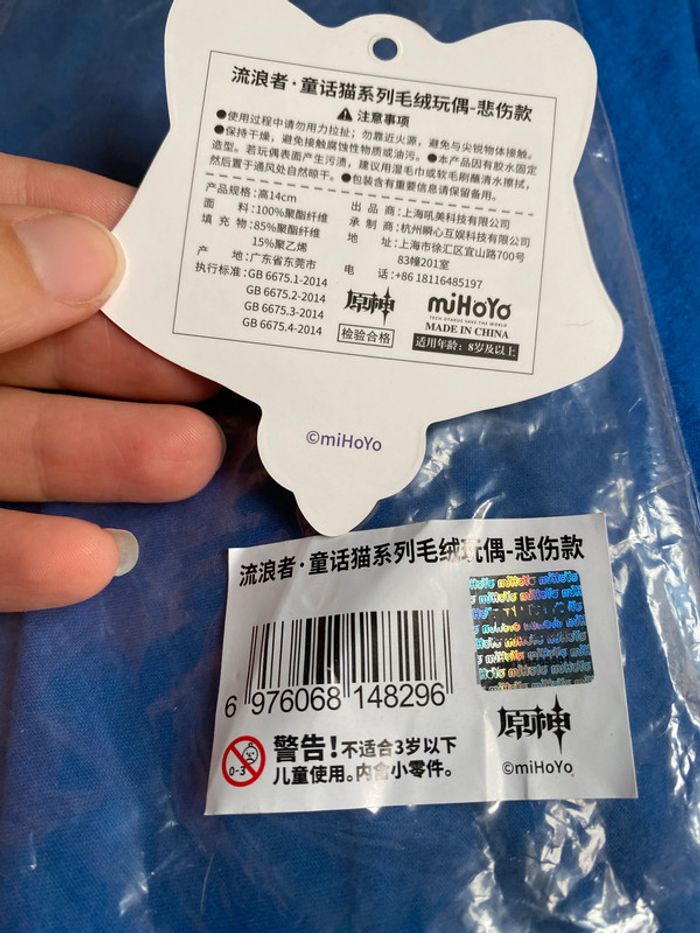 流浪者·童话猫系列毛绒玩偶-悲伤款
注意事项
●使用过程中请勿用力拉扯；勿靠近火源，避免与尖锐物体接触。
●保持干燥，避免接触腐蚀性物质或油污。●本产品因有胶水固定
造型。若玩偶表面产生污渍，建议用湿毛巾或软毛刷蘸清水擦拭，
然后置于通风处自然晾干。●包装含有重要信息请保留备用。
产品规格：高14cm
面 料：100%聚酯纤维
填 充 物：85%聚酯纤维
15%聚乙烯
产 地：广东省东莞市
执行标准：GB 6675.1-2014
GB 6675.2-2014
GB 6675.3-2014
GB 6675.4-2014
出 品 商：上海吼美科技有限公司
承 制 商：杭州瞬心互娱科技有限公司
地 址：上海市徐汇区宜山路700号
83幢201室
电 话：+86 18116485197
原神
miHoYo
TECH OTAKUS SAVE THE WORLD
MADE IN CHINA
检验合格
适用年龄：8岁及以上
©miHoYo
流浪者·童话猫系列毛绒玩偶-悲伤款
6 976068 148296
0-3
警告！不适合3岁以下
儿童使用。内含小零件。
miHoYo
原神
©miHoYo